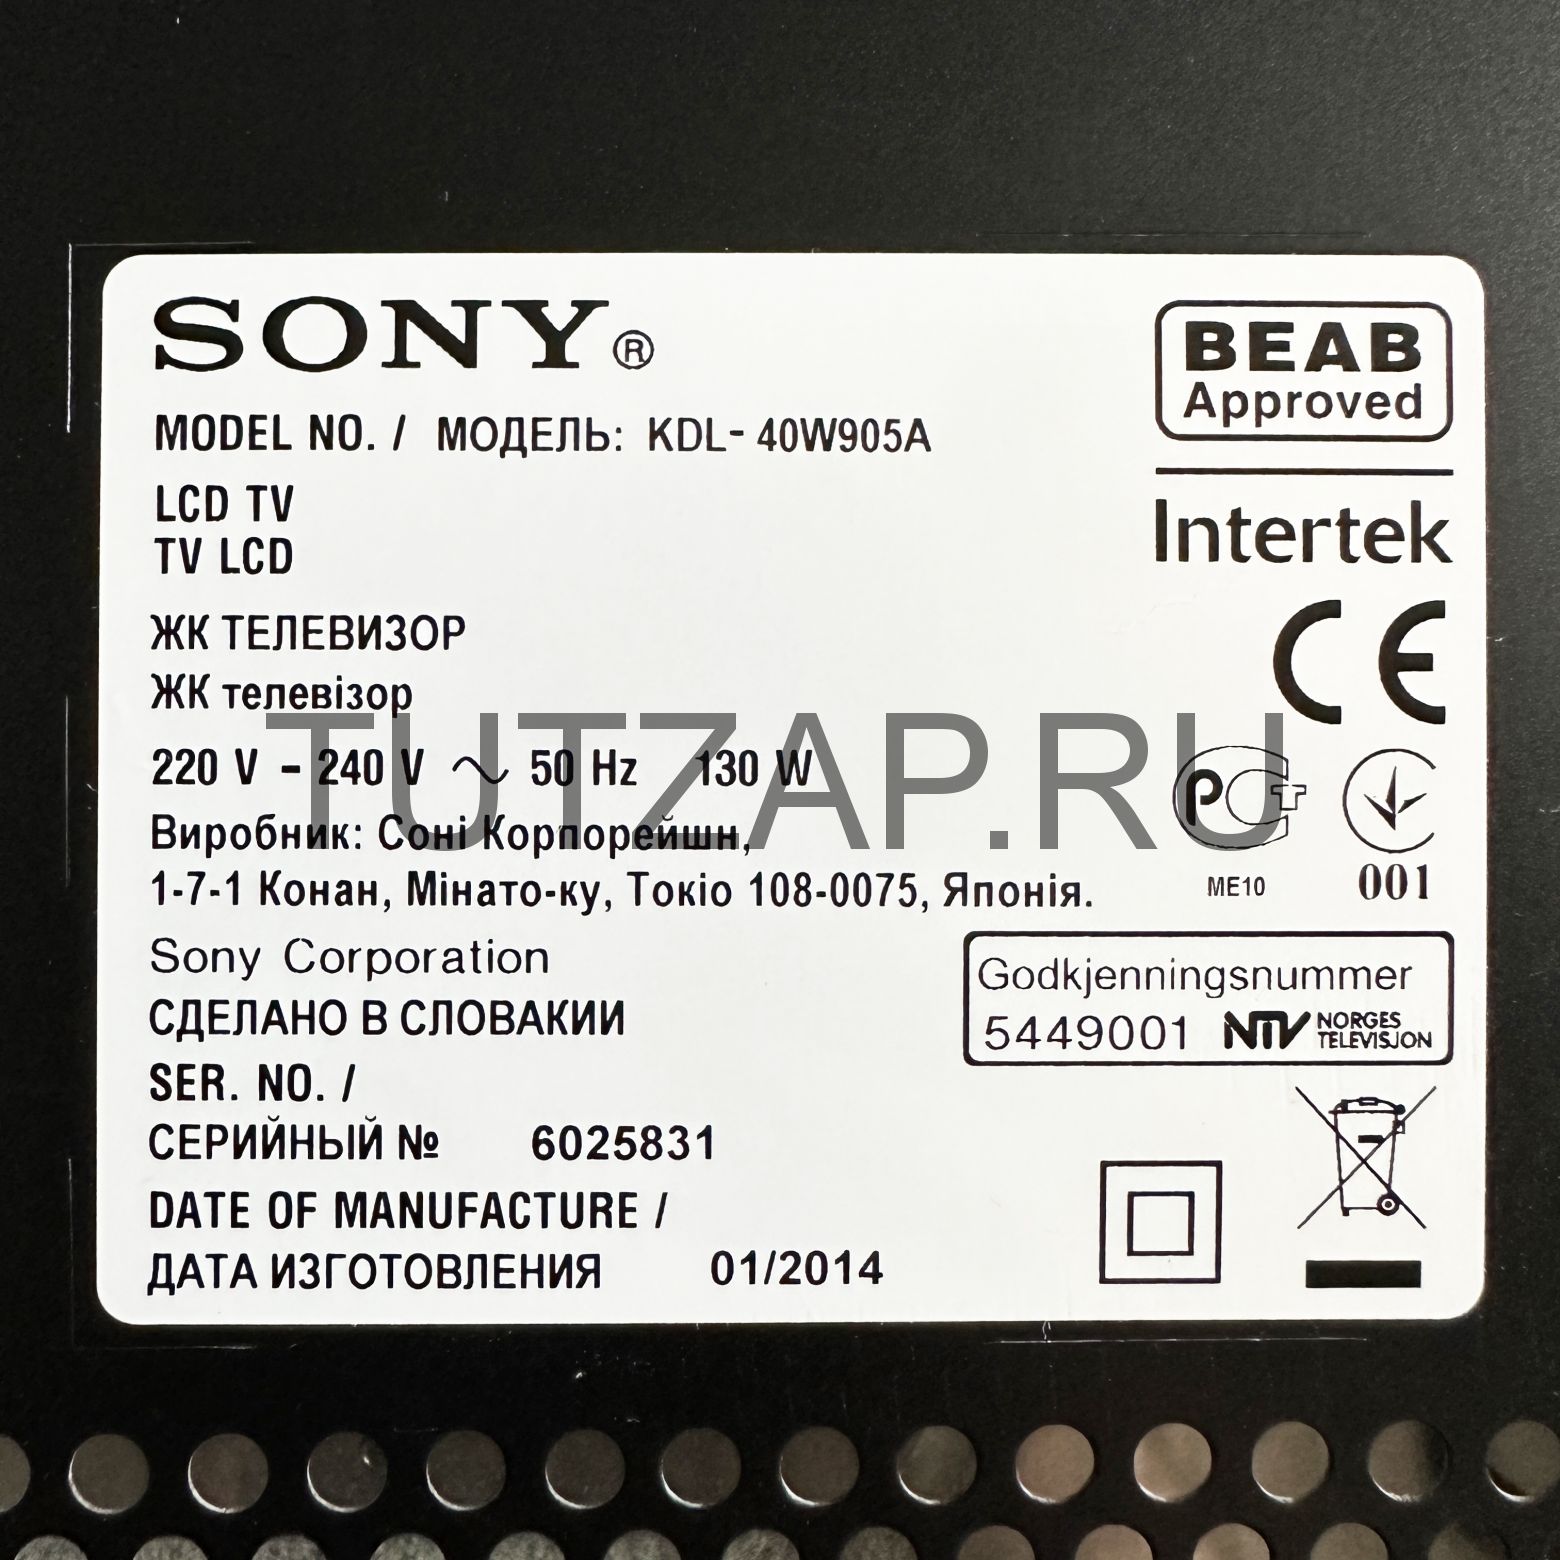 SONY®
MODEL NO. / МОДЕЛЬ: KDL- 40W905A
LCD TV
TV LCD
ЖК ТЕЛЕВИЗОР
ЖК телевізор
220 V - 240 V ~ 50 Hz 130 W
Виробник: Соні Корпорейшн,
1-7-1 Конан, Мінато-ку, Токіо 108-0075, Японія.
Sony Corporation
СДЕЛАНО В СЛОВАКИИ
SER. NO. /
СЕРИЙНЫЙ № 6025831
DATE OF MANUFACTURE /
ДАТА ИЗГОТОВЛЕНИЯ 01/2014
BEAB
Approved
Intertek
CE
РСТ
ME10
001
Godkjenningsnummer
5449001 NTV NORGES
TELEVISJON
TUTZAP.RU